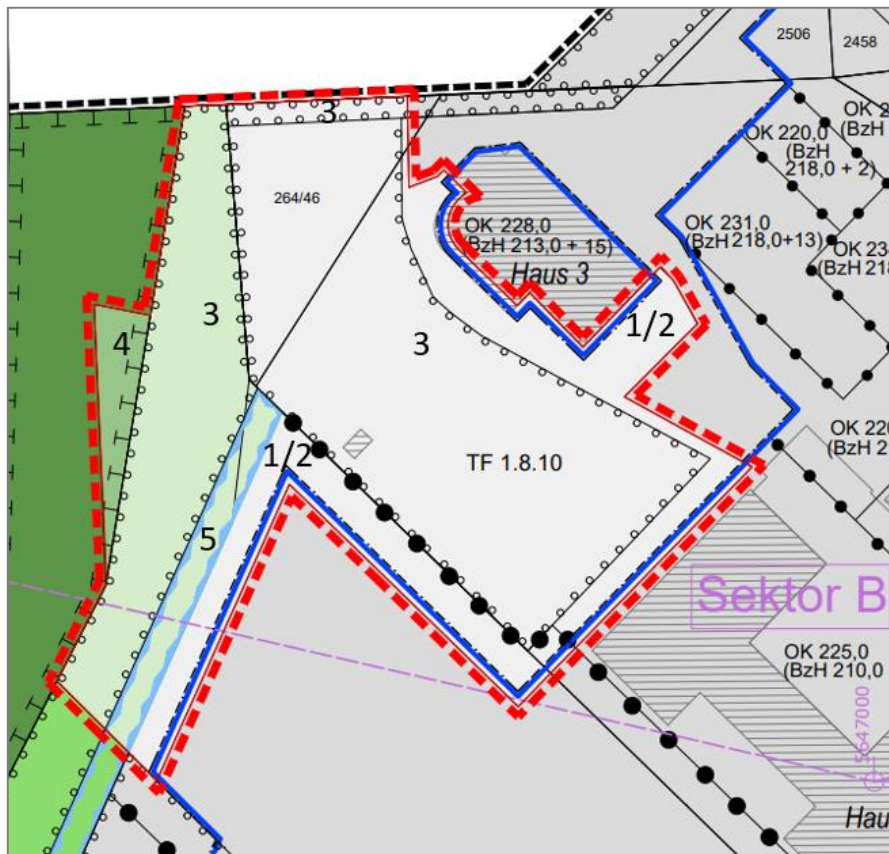 2506
2458
3
OK 2
(BzH
OK 220,0
(BzH
218,0 + 2)
264/46
OK 228,0
(BzH 213,0 + 15)
Haus 3
OK 231,0
(BzH 218,0+13)
OK 23
(BzH 218
3
4
3
1/2
OK 220
(BzH 2
1/2
TF 1.8.10
5
Sektor B
OK 225,0
(BzH 210,0
5647000
Hau